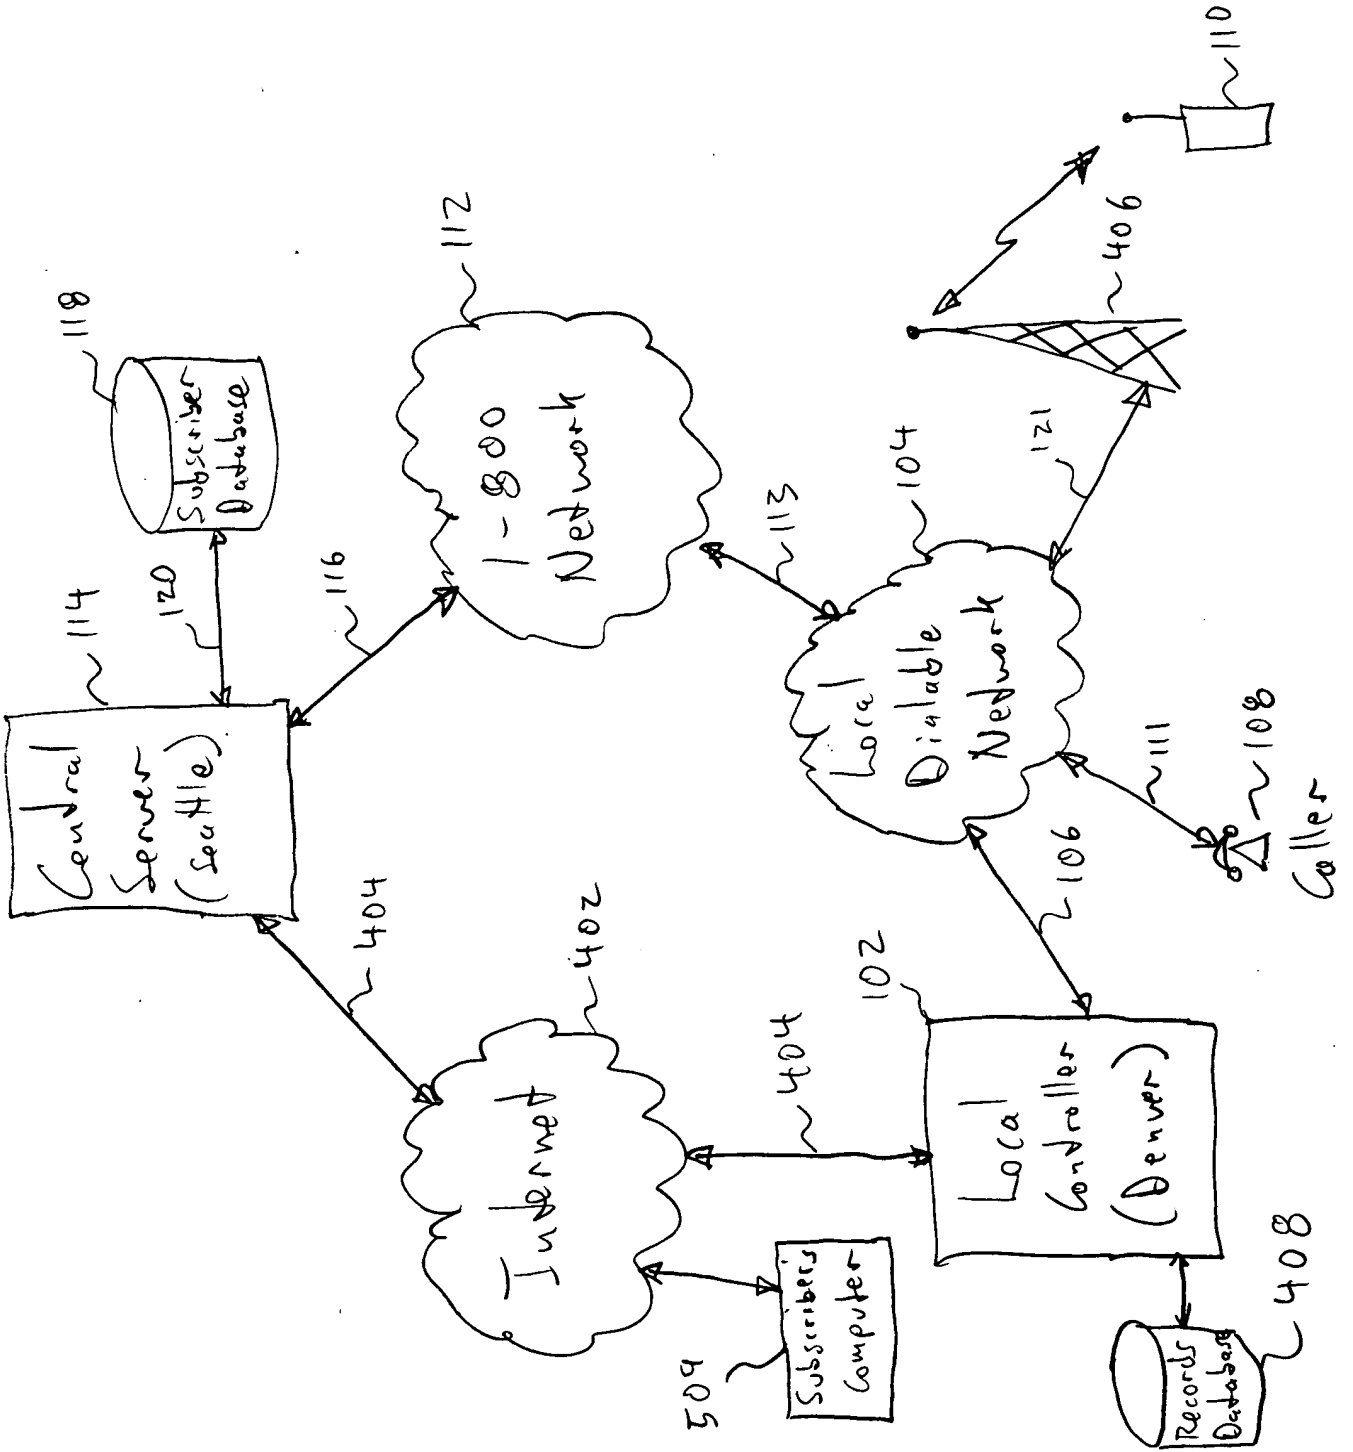 114
Central
Server
(Seattle)
120
118
Subscriber
Database
404
116
112
402
Internet
1-800
Network
404
113
504
Subscriber's
Computer
102
Local
Controller
(Denver)
106
104
Local
Dialable
Network
121
406
110
111
108
Caller
Records
Database
408